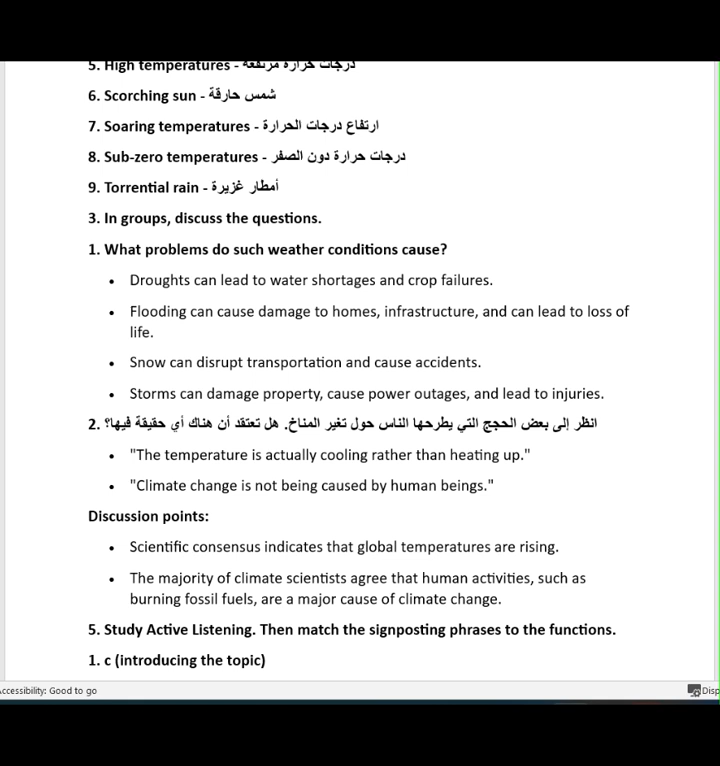 5. High temperatures - درجات حرارة مرتفعة
6. Scorching sun - شمس حارقة
7. Soaring temperatures - ارتفاع درجات الحرارة
8. Sub-zero temperatures - درجات حرارة دون الصفر
9. Torrential rain - أمطار غزيرة
3. In groups, discuss the questions.
1. What problems do such weather conditions cause?
• Droughts can lead to water shortages and crop failures.
• Flooding can cause damage to homes, infrastructure, and can lead to loss of
life.
• Snow can disrupt transportation and cause accidents.
• Storms can damage property, cause power outages, and lead to injuries.
2. انظر إلى بعض الحجج التي يطرحها الناس حول تغير المناخ. هل تعتقد أن هناك أي حقيقة فيها؟
• "The temperature is actually cooling rather than heating up."
• "Climate change is not being caused by human beings."
Discussion points:
• Scientific consensus indicates that global temperatures are rising.
• The majority of climate scientists agree that human activities, such as
burning fossil fuels, are a major cause of climate change.
5. Study Active Listening. Then match the signposting phrases to the functions.
1. c (introducing the topic)
ccessibility: Good to go
Disp